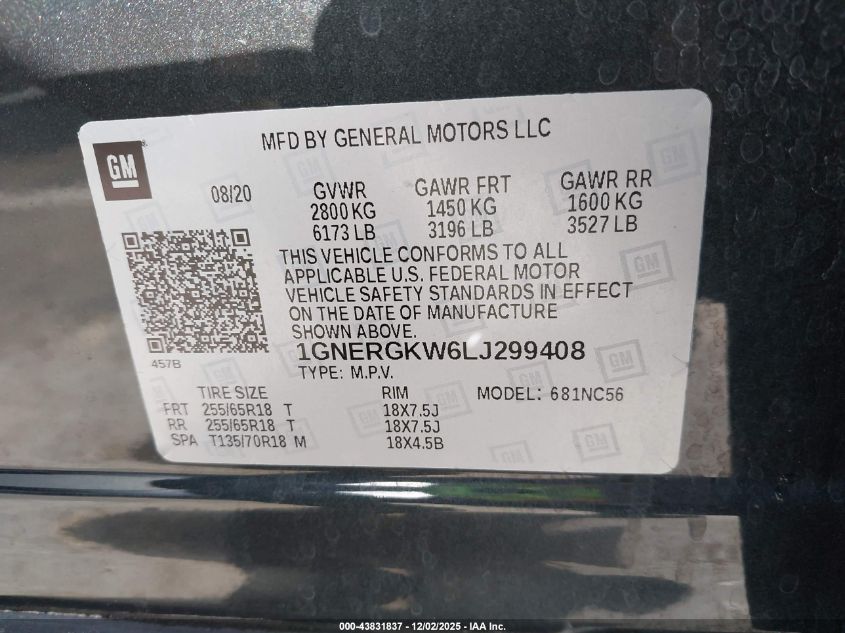 MFD BY GENERAL MOTORS LLC
GM
08/20
GVWR GAWR FRT GAWR RR
2800 KG 1450 KG 1600 KG
6173 LB 3196 LB 3527 LB
THIS VEHICLE CONFORMS TO ALL
APPLICABLE U.S. FEDERAL MOTOR
VEHICLE SAFETY STANDARDS IN EFFECT
ON THE DATE OF MANUFACTURE
SHOWN ABOVE.
457B
1GNERGKW6LJ299408
TYPE: M.P.V.
TIRE SIZE RIM MODEL: 681NC56
FRT 255/65R18 T 18X7.5J
RR 255/65R18 T 18X7.5J
SPA T135/70R18 M 18X4.5B
000-43831837 - 12/02/2025 - IAA Inc.